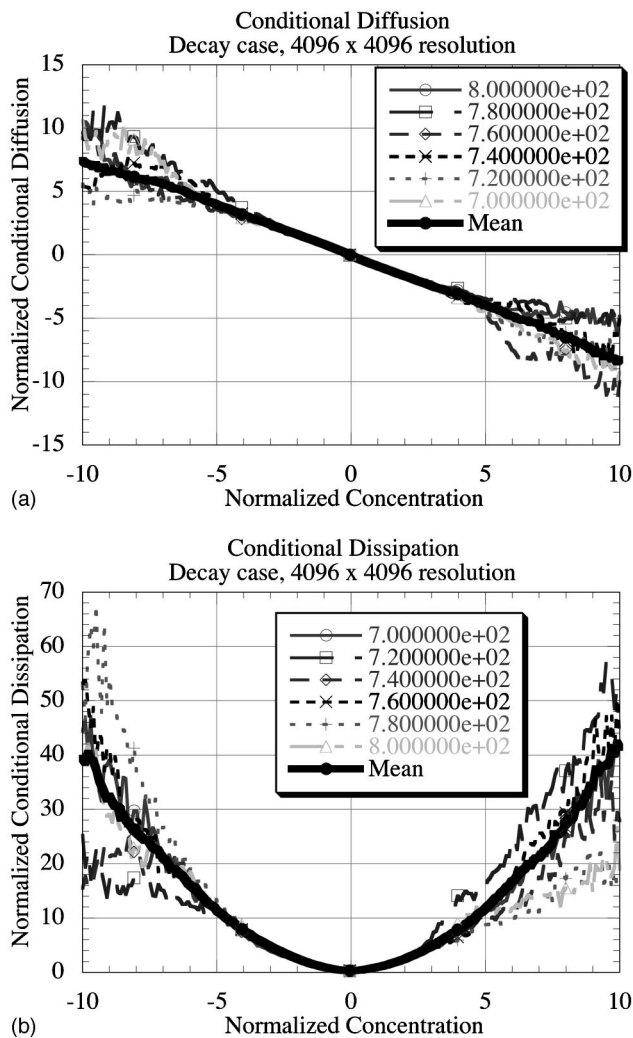 Conditional Diffusion
Decay case, 4096 x 4096 resolution
15
10
5
0
-5
-10
-15
Normalized Conditional Diffusion
8.000000e+02
7.800000e+02
7.600000e+02
7.400000e+02
7.200000e+02
7.000000e+02
Mean
-10 -5 0 5 10
(a) Normalized Concentration
Conditional Dissipation
Decay case, 4096 x 4096 resolution
70
60
50
40
30
20
10
0
Normalized Conditional Dissipation
7.000000e+02
7.200000e+02
7.400000e+02
7.600000e+02
7.800000e+02
8.000000e+02
Mean
-10 -5 0 5 10
(b) Normalized Concentration